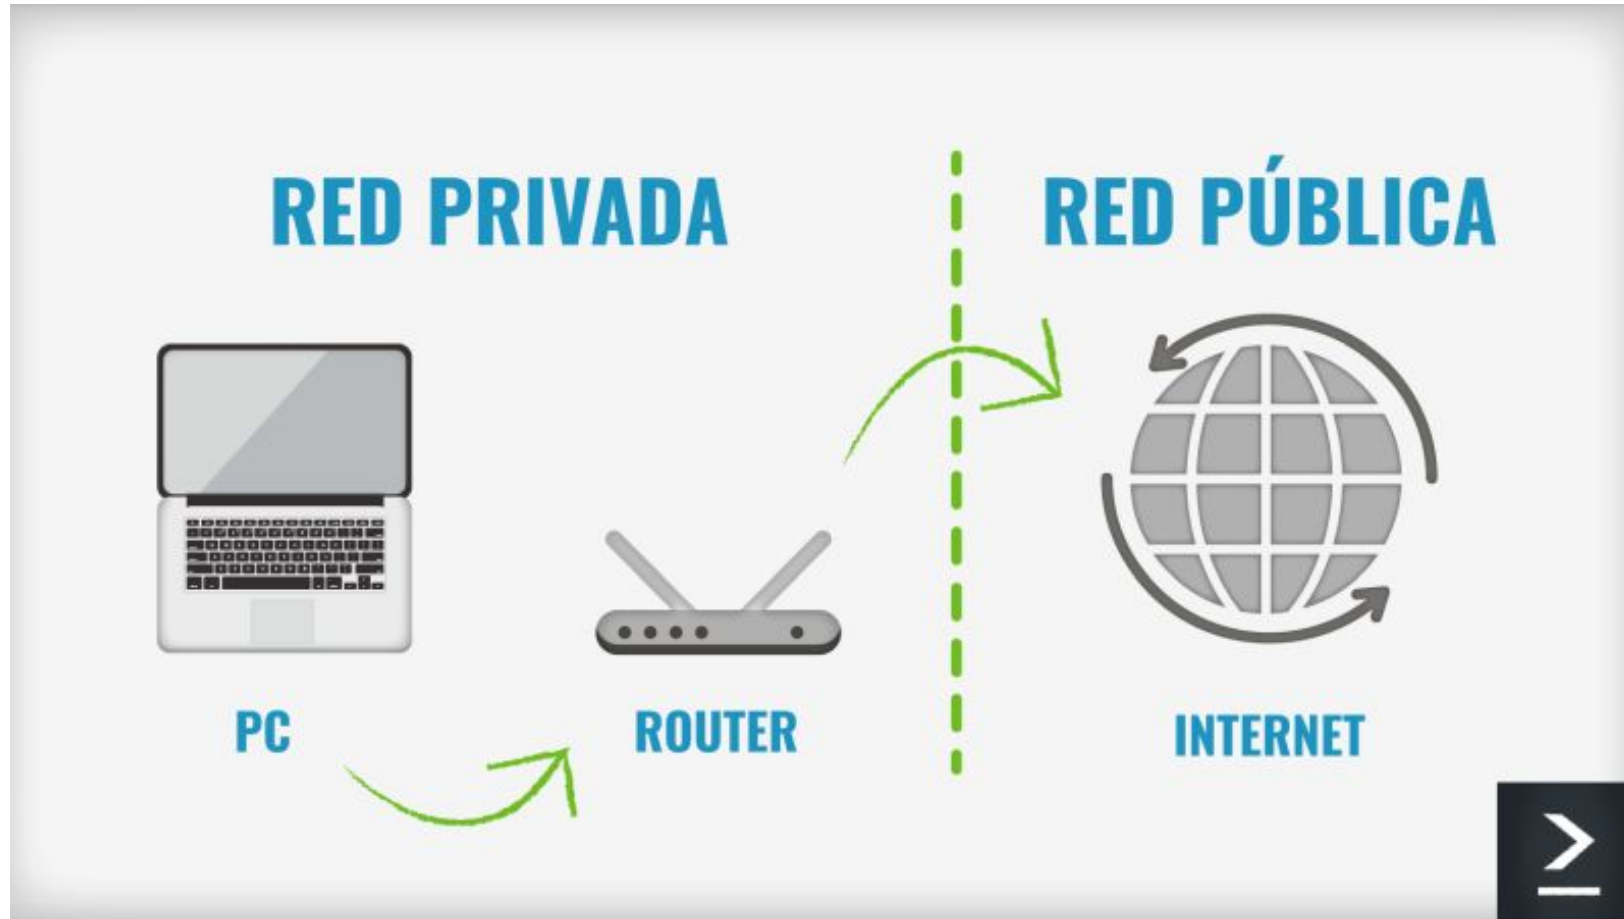 RED PRIVADA
RED PÚBLICA
PC
ROUTER
INTERNET